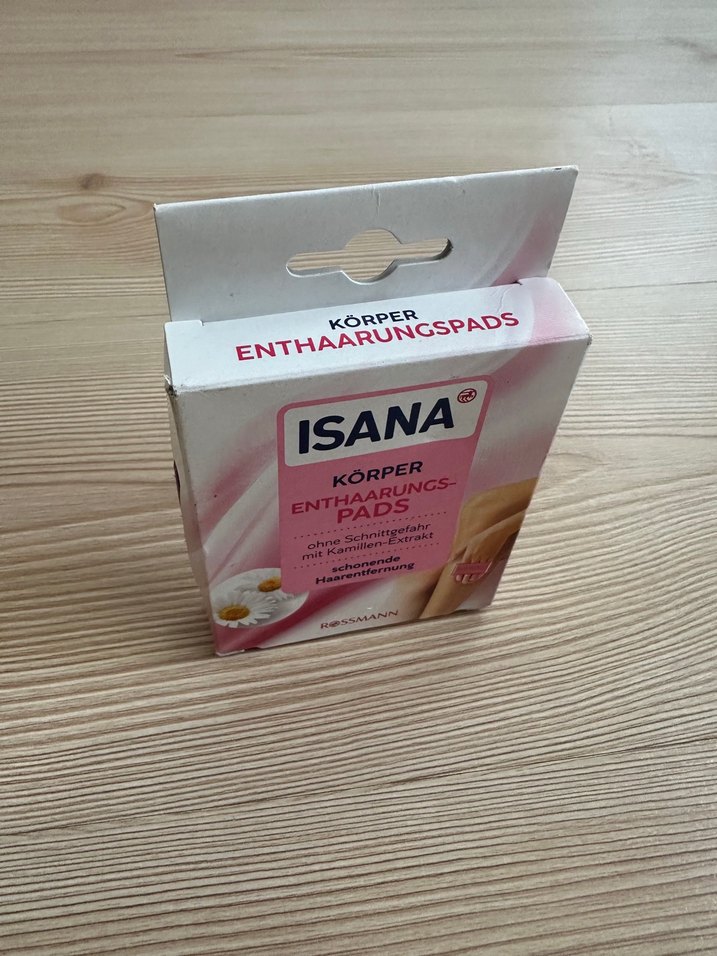 KÖRPER
ENTHAARUNGSPADS
ISANA
KÖRPER
ENTHAARUNGS-
PADS
ohne Schnittgefahr
mit Kamillen-Extrakt
schonende
Haarentfernung
ROSSMANN